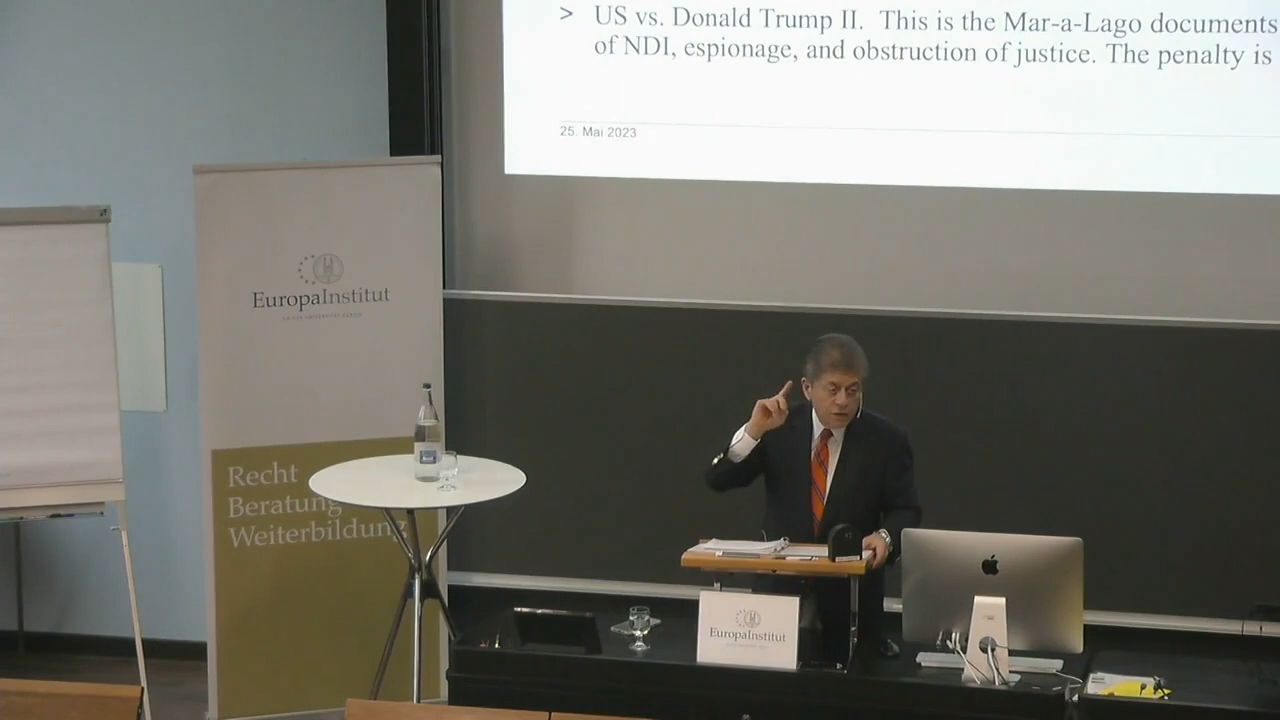 > US vs. Donald Trump II. This is the Mar-a-Lago documents
of NDI, espionage, and obstruction of justice. The penalty is
25. Mai 2023
EuropaInstitut
Recht
Beratung
Weiterbildung
EuropaInstitut